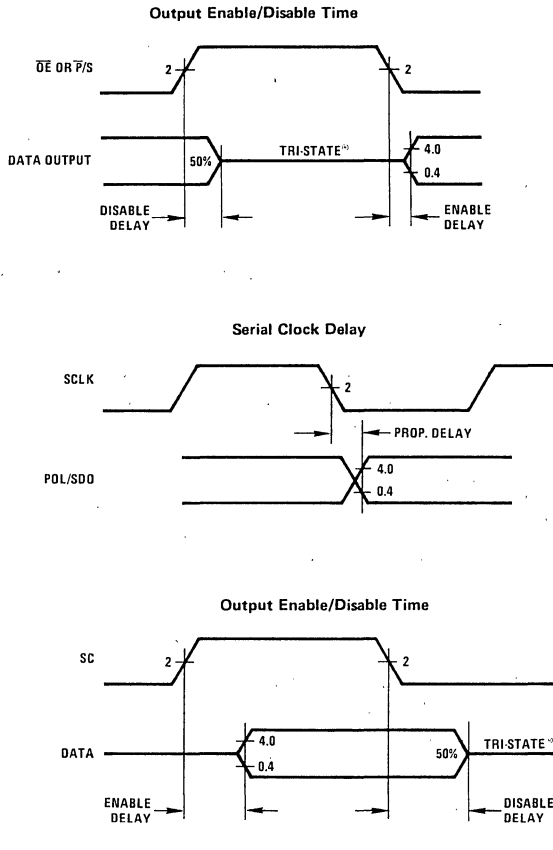 Output Enable/Disable Time
OE OR P/S
2
2
DATA OUTPUT
50%
TRI-STATE
4.0
0.4
DISABLE
DELAY
ENABLE
DELAY
Serial Clock Delay
SCLK
2
PROP. DELAY
POL/SDO
4.0
0.4
Output Enable/Disable Time
SC
2
2
DATA
4.0
0.4
50%
TRI-STATE
ENABLE
DELAY
DISABLE
DELAY